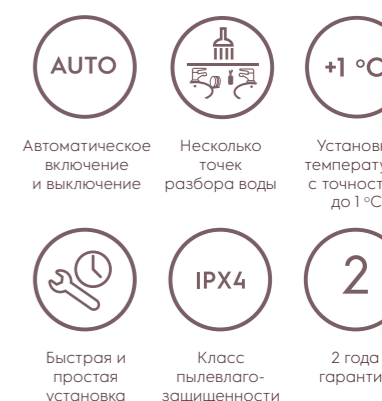 AUTO
Автоматическое
включение
и выключение
Несколько
точек
разбора воды
+1 °C
до 1 °C
Быстрая и
простая
установка
IPX4
Класс
пылевлаго-
защищенности
2
2 года